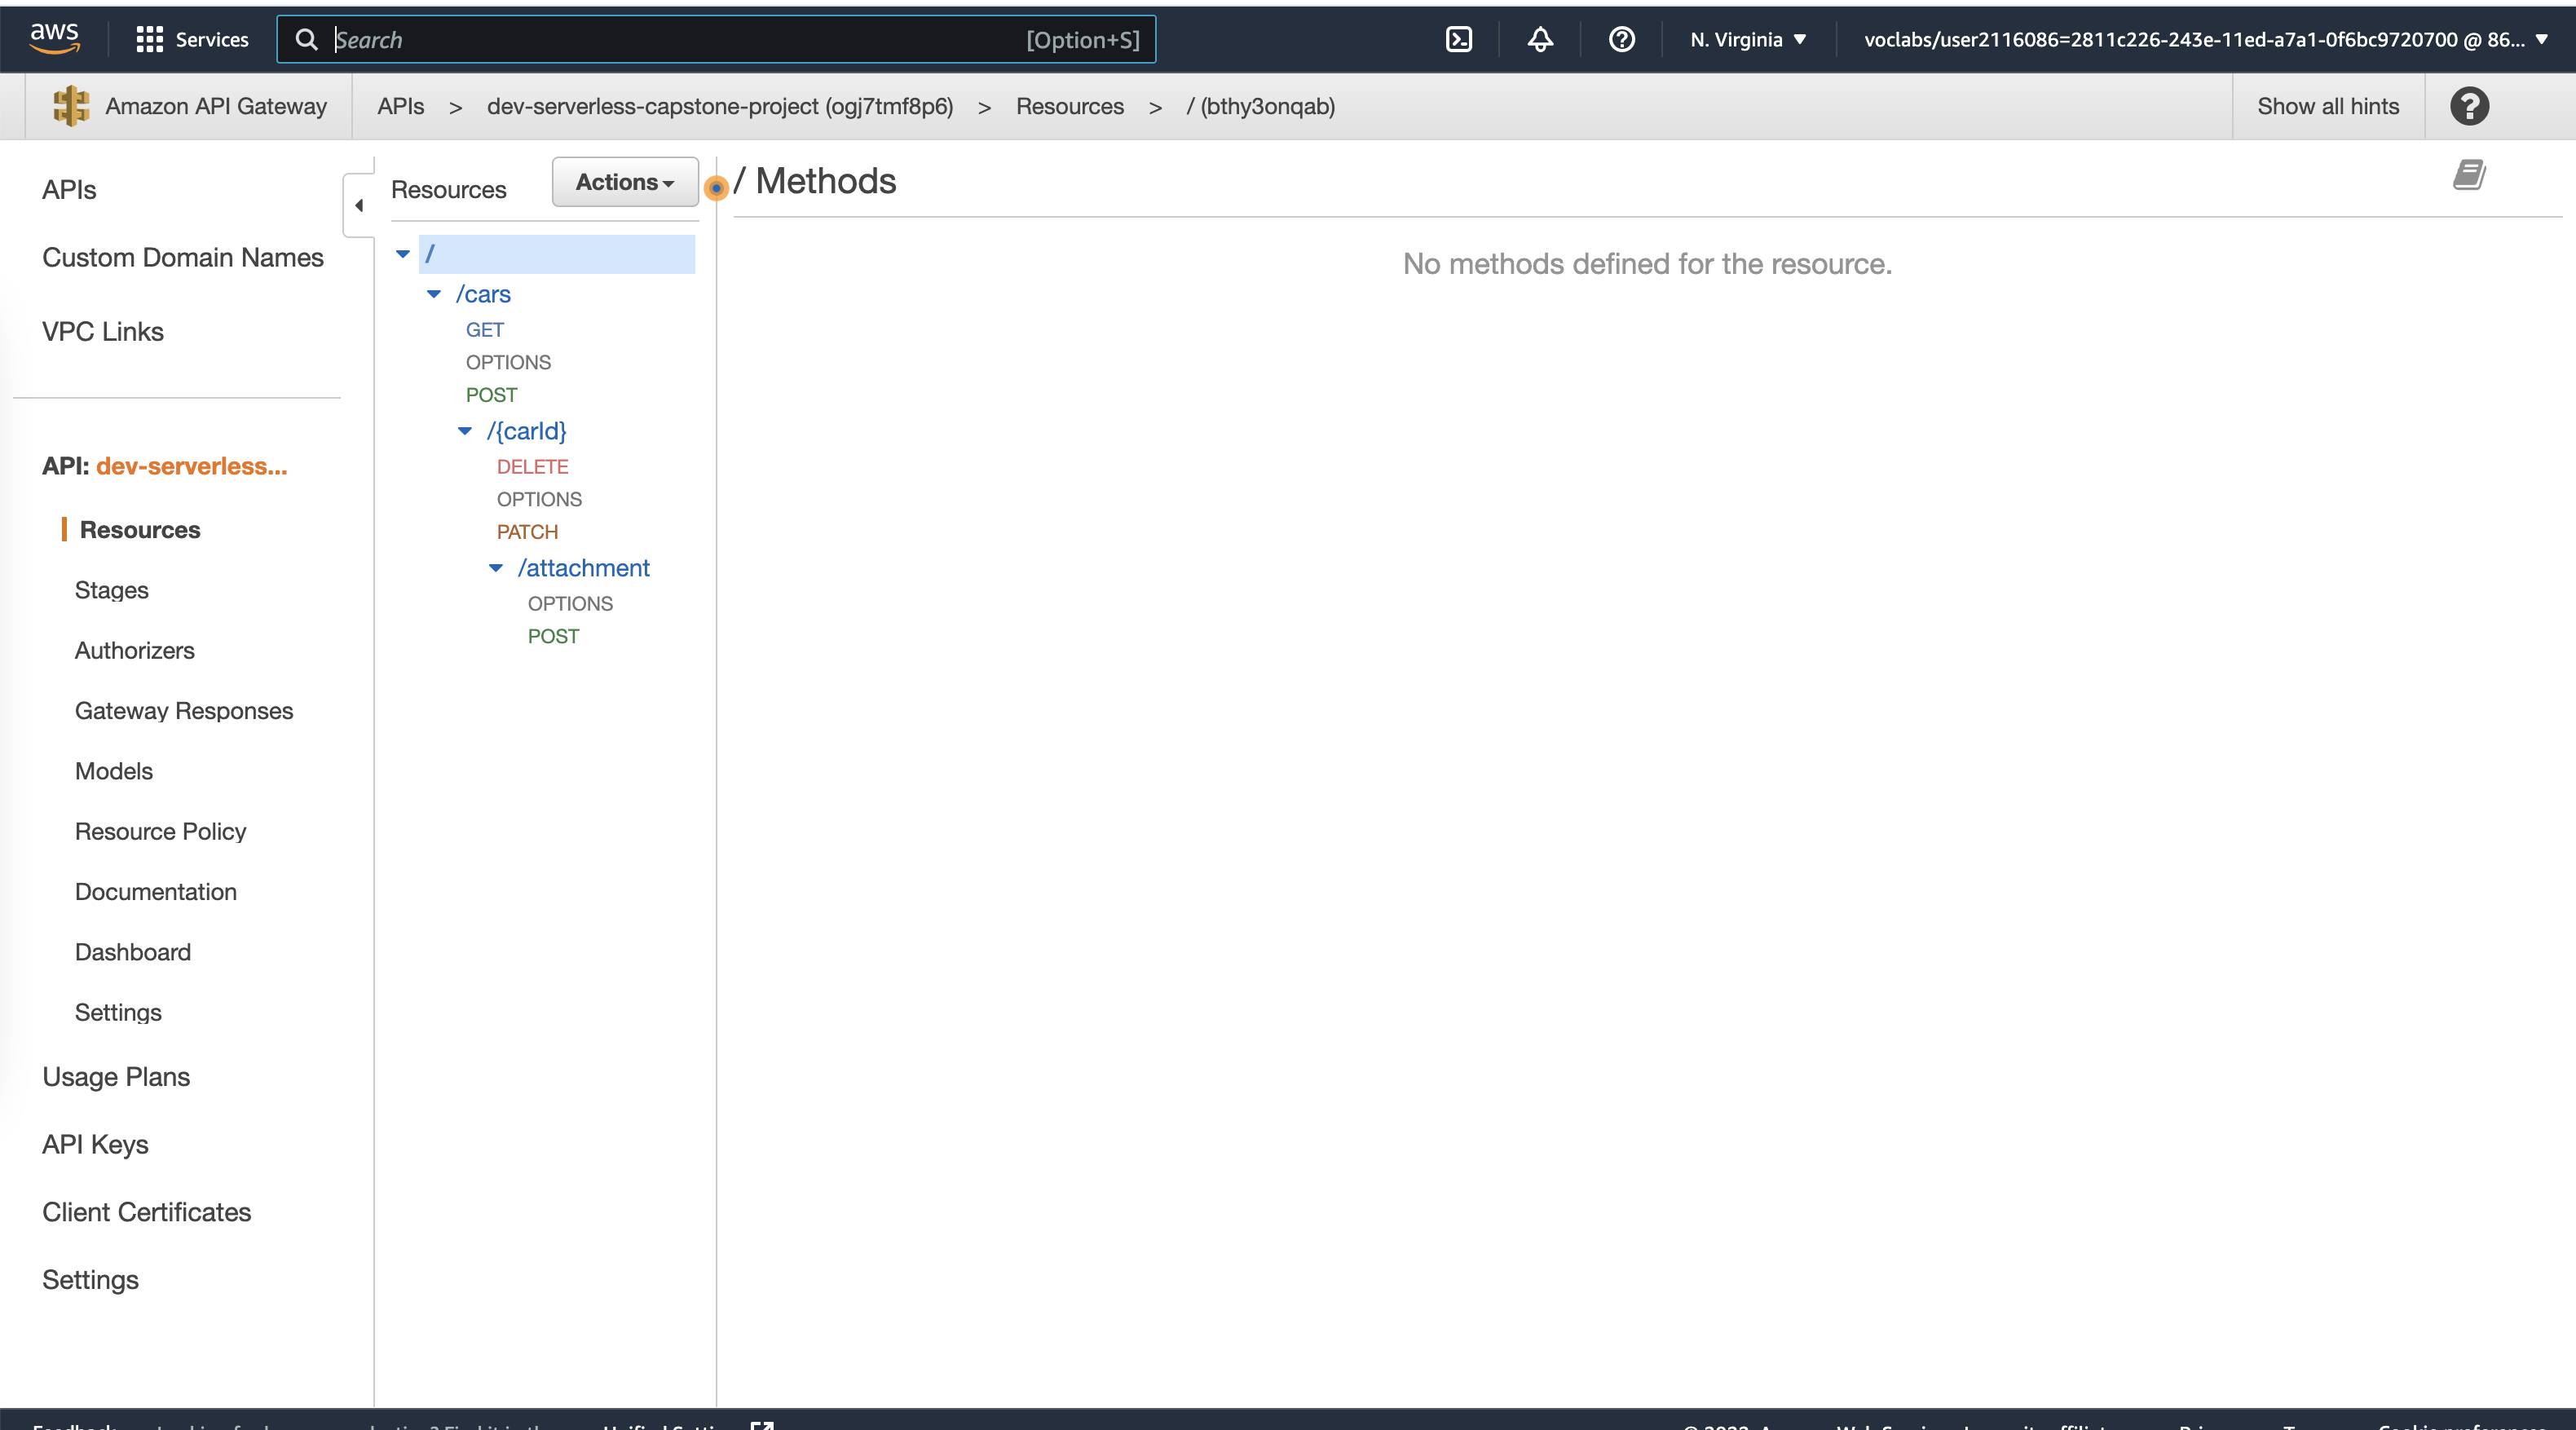 aws
Services
Search
[Option+S]
N. Virginia
voclabs/user2116086=2811c226-243e-11ed-a7a1-0f6bc9720700 @ 86...
Amazon API Gateway
APIs > dev-serverless-capstone-project (ogj7tmf8p6) > Resources > / (bthy3onqab)
Show all hints
APIs
Custom Domain Names
VPC Links
API: dev-serverless...
Resources
Stages
Authorizers
Gateway Responses
Models
Resource Policy
Documentation
Dashboard
Settings
Usage Plans
API Keys
Client Certificates
Settings
Resources
Actions
/
/cars
GET
OPTIONS
POST
/{carId}
DELETE
OPTIONS
PATCH
/attachment
OPTIONS
POST
/ Methods
No methods defined for the resource.